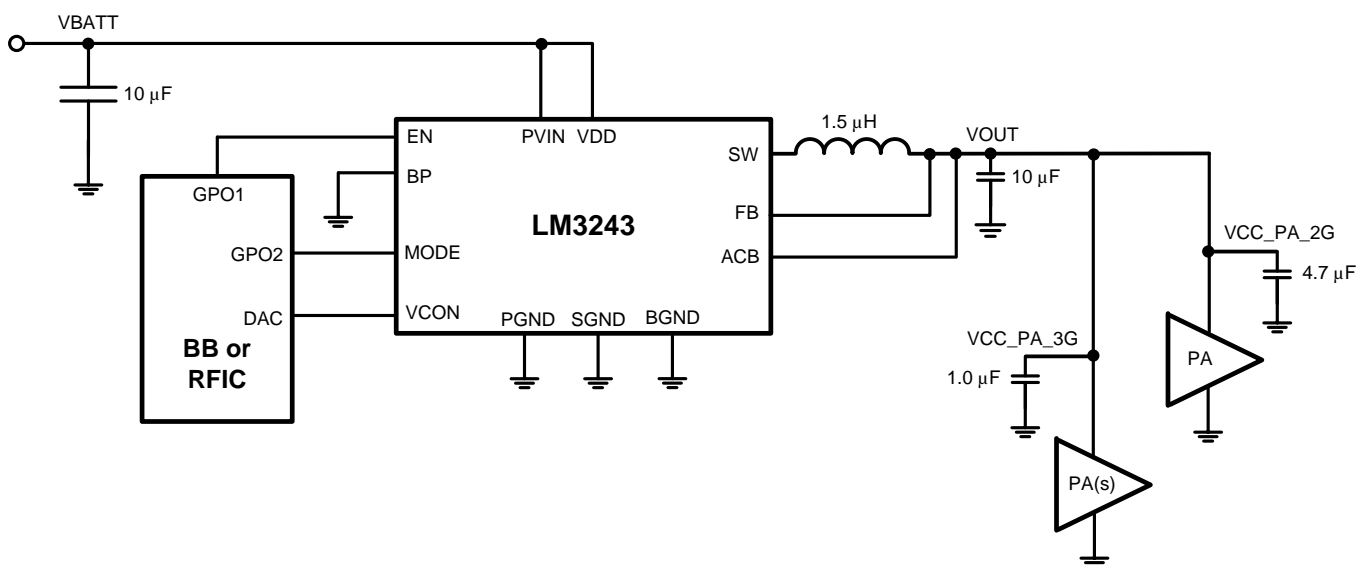 VBATT
10 μF
EN
PVIN VDD
1.5 μH
VOUT
SW
BP
10 μF
GPO1
LM3243
FB
VCC_PA_2G
GPO2
MODE
ACB
4.7 μF
DAC
VCON
PGND SGND BGND
BB or
RFIC
VCC_PA_3G
PA
1.0 μF
PA(s)